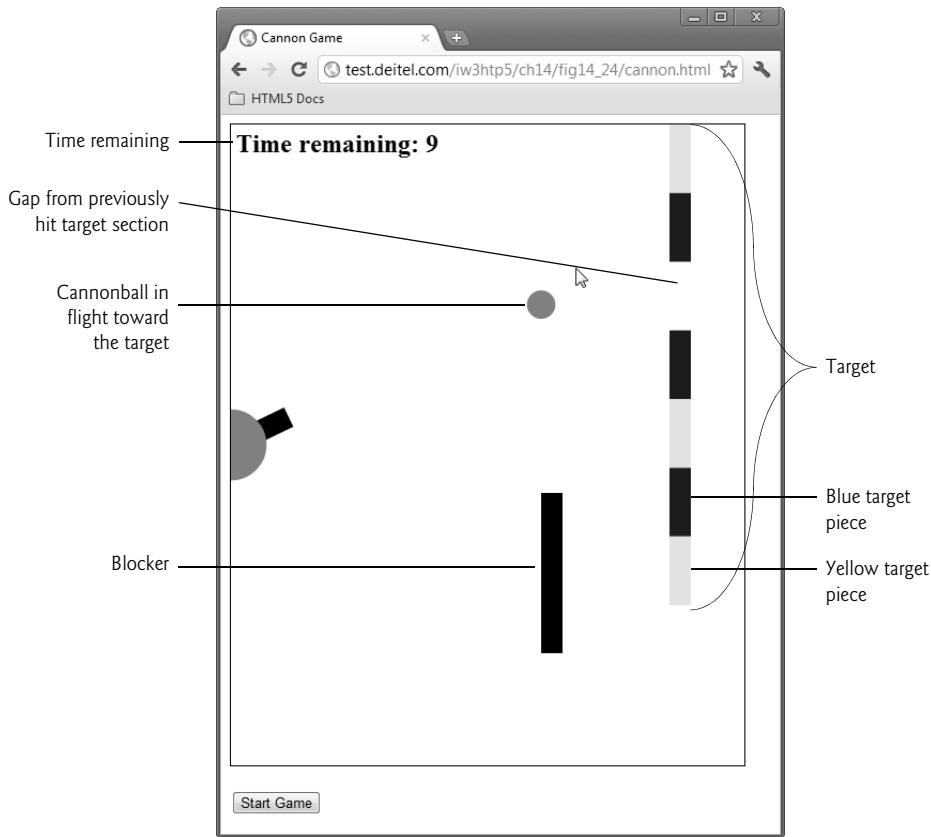 Cannon Game
test.deitel.com/iw3htp5/ch14/fig14_24/cannon.html
HTML5 Docs
Time remaining
Time remaining: 9
Gap from previously
hit target section
Cannonball in
flight toward
the target
Target
Blue target
piece
Blocker
Yellow target
piece
Start Game